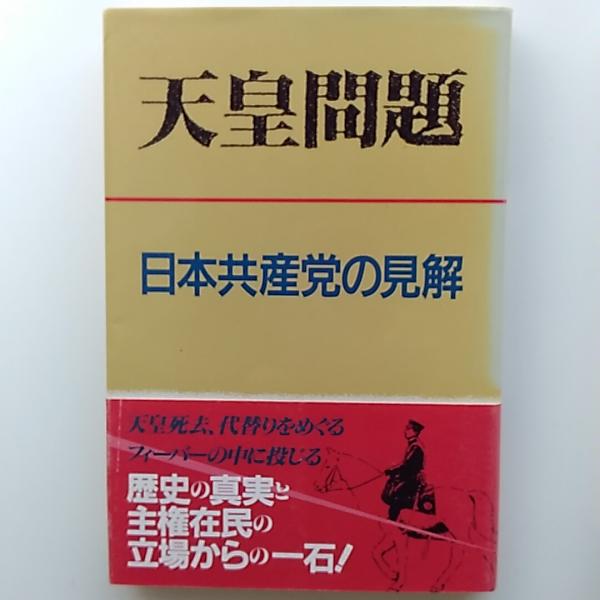 天皇問題
日本共産党の見解
天皇死去、代替りをめぐる
フィーバーの中に投じる
歴史の真実と
主権在民の
立場からの一石!